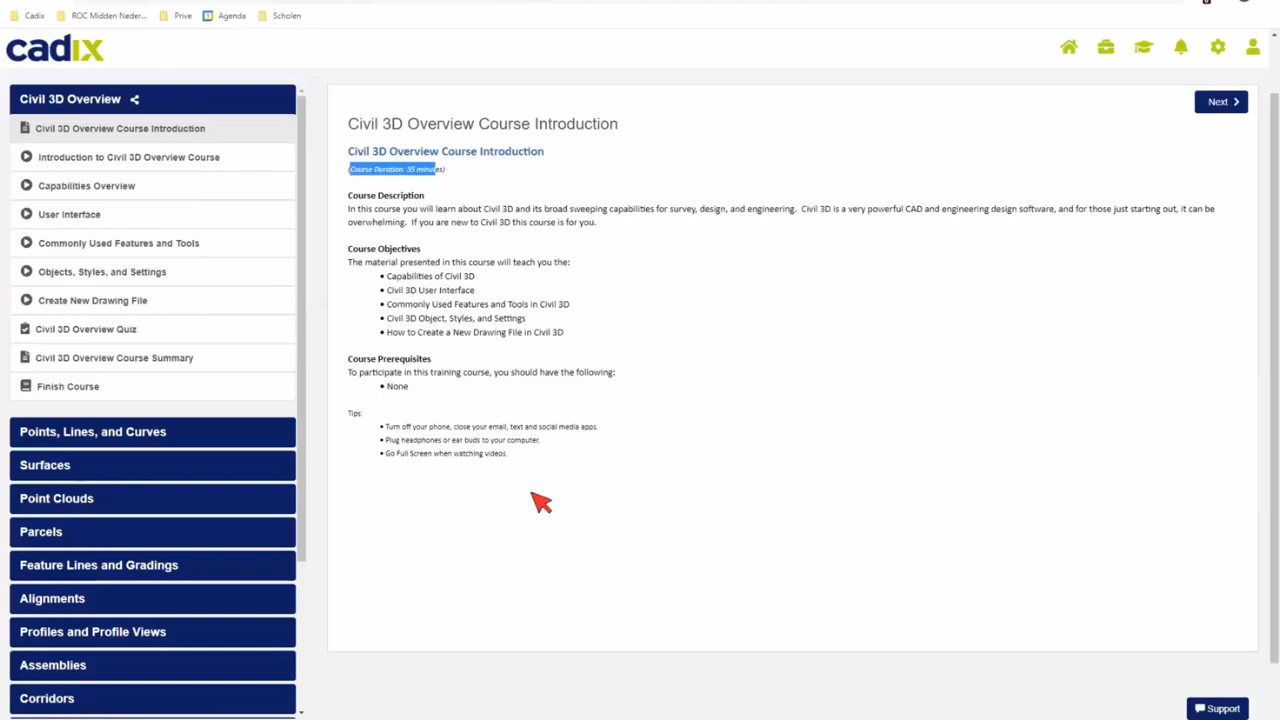 Cadix
ROC Midden Neder...
Prive
Agenda
Scholen
cadix
Civil 3D Overview
Civil 3D Overview Course Introduction
Introduction to Civil 3D Overview Course
Capabilities Overview
User Interface
Commonly Used Features and Tools
Objects, Styles, and Settings
Create New Drawing File
Civil 3D Overview Quiz
Civil 3D Overview Course Summary
Finish Course
Points, Lines, and Curves
Surfaces
Point Clouds
Parcels
Feature Lines and Gradings
Alignments
Profiles and Profile Views
Assemblies
Corridors
Next
Civil 3D Overview Course Introduction
Civil 3D Overview Course Introduction
(Course Duration: 35 minutes)
Course Description
In this course you will learn about Civil 3D and its broad sweeping capabilities for survey, design, and engineering. Civil 3D is a very powerful CAD and engineering design software, and for those just starting out, it can be
overwhelming. If you are new to Civil 3D this course is for you.
Course Objectives
The material presented in this course will teach you the:
• Capabilities of Civil 3D
• Civil 3D User Interface
• Commonly Used Features and Tools in Civil 3D
• Civil 3D Object, Styles, and Settings
• How to Create a New Drawing File in Civil 3D
Course Prerequisites
To participate in this training course, you should have the following:
• None
Tips:
• Turn off your phone, close your email, text and social media apps.
• Plug headphones or ear buds to your computer.
• Go Full Screen when watching videos.
Support